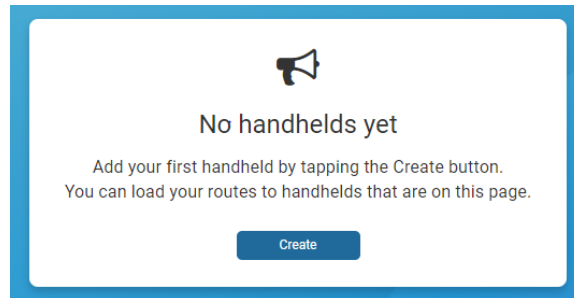 No handhelds yet
Add your first handheld by tapping the Create button.
You can load your routes to handhelds that are on this page.
Create